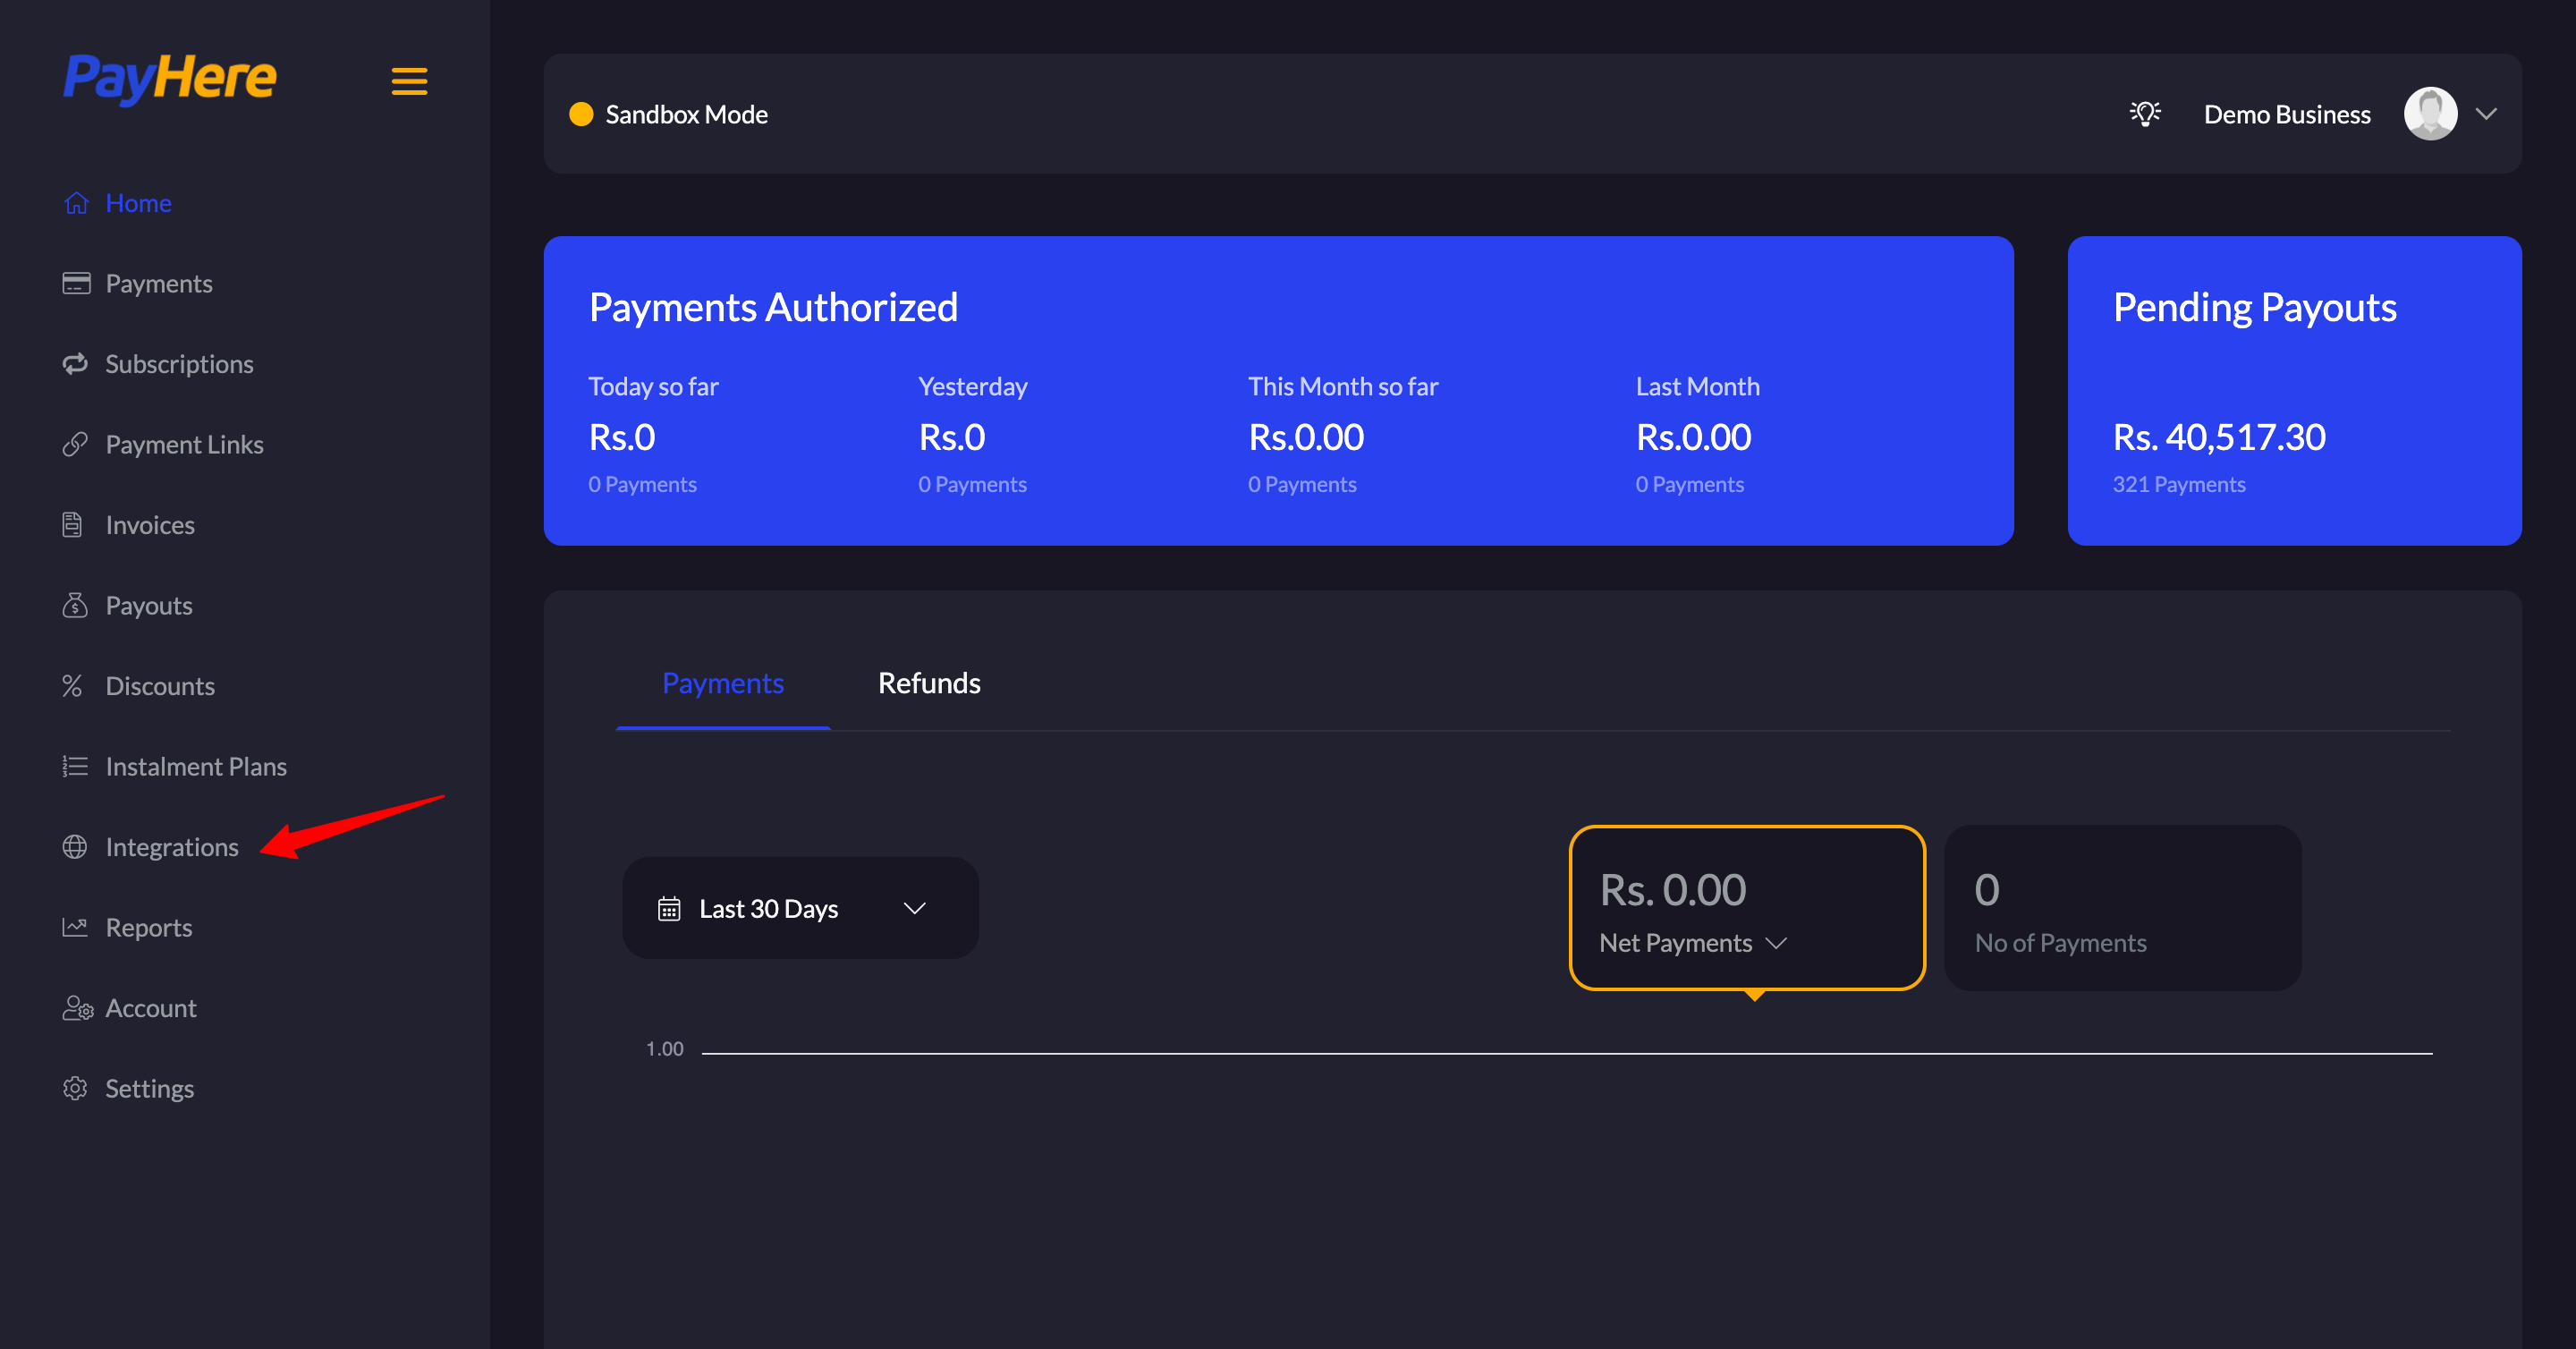 PayHere
Home
Payments
Subscriptions
Payment Links
Invoices
Payouts
Discounts
Instalment Plans
Integrations
Reports
Account
Settings
Sandbox Mode
Demo Business
Payments Authorized
Today so far
Yesterday
This Month so far
Last Month
Rs.0
Rs.0
Rs.0.00
Rs.0.00
0 Payments
0 Payments
0 Payments
0 Payments
Pending Payouts
Rs. 40,517.30
321 Payments
Payments
Refunds
Last 30 Days
Rs. 0.00
Net Payments
0
No of Payments
1.00